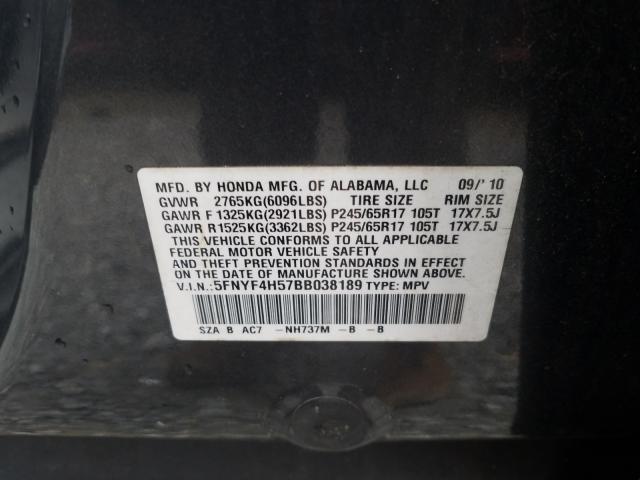 MFD. BY HONDA MFG. OF ALABAMA, LLC 09/'10
GVWR 2765KG(6096LBS) TIRE SIZE RIM SIZE
GAWR F 1325KG(2921LBS) P245/65R17 105T 17X7.5J
GAWR R 1525KG(3362LBS) P245/65R17 105T 17X7.5J
THIS VEHICLE CONFORMS TO ALL APPLICABLE
FEDERAL MOTOR VEHICLE SAFETY
AND THEFT PREVENTION STANDARDS IN EFFECT
ON THE DATE OF MANUFACTURE SHOWN ABOVE.
V.I.N.:5FNYF4H57BB038189 TYPE: MPV
SZA B AC7 -NH737M -B -B